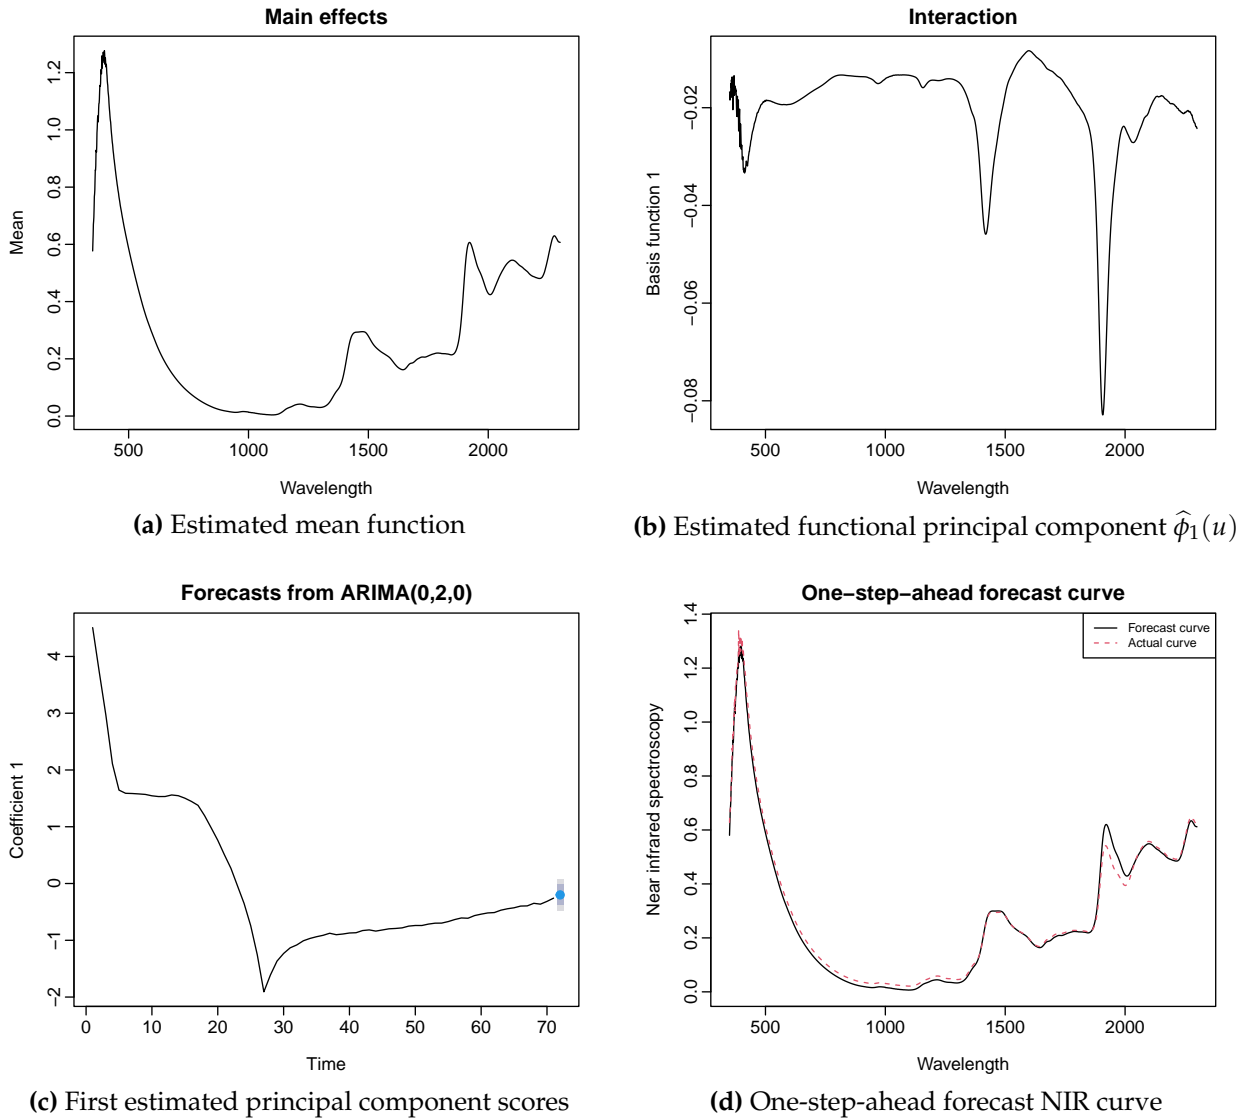 Main effects
Mean
0.0 0.2 0.4 0.6 0.8 1.0 1.2
500 1000 1500 2000
Wavelength
(a) Estimated mean function
Interaction
Basis function 1
−0.08 −0.06 −0.04 −0.02
500 1000 1500 2000
Wavelength
(b) Estimated functional principal component ϕ̂₁(u)
Forecasts from ARIMA(0,2,0)
Coefficient 1
−2 −1 0 1 2 3 4
0 10 20 30 40 50 60 70
Time
(c) First estimated principal component scores
One−step−ahead forecast curve
Near infrared spectroscopy
0.0 0.2 0.4 0.6 0.8 1.0 1.2 1.4
Forecast curve
Actual curve
500 1000 1500 2000
Wavelength
(d) One-step-ahead forecast NIR curve